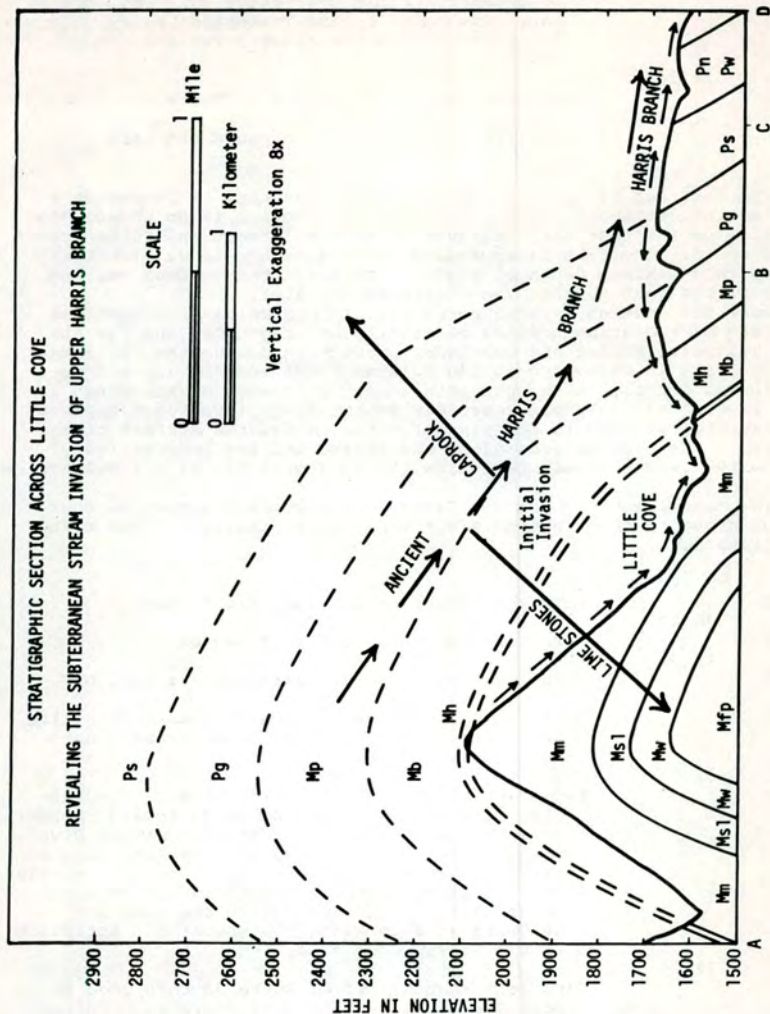 STRATIGRAPHIC SECTION ACROSS LITTLE COVE
REVEALING THE SUBTERRANEAN STREAM INVASION OF UPPER HARRIS BRANCH
SCALE
0 1 Mile
0 1 Kilometer
Vertical Exaggeration 8x
ELEVATION IN FEET
2900
2800
2700
2600
2500
2400
2300
2200
2100
2000
1900
1800
1700
1600
1500
Ps
Pg
Mp
Mb
Mh
Mm
Msl
Mw
Mfp
Msl/Mw
Mm
ANCIENT
HARRIS
BRANCH
CAPROCK
LIME STONES
Initial
Invasion
LITTLE
COVE
HARRIS BRANCH
Mm
Mh
Mb
Mp
Pg
Ps
Pn
Pw
A
B
C
D